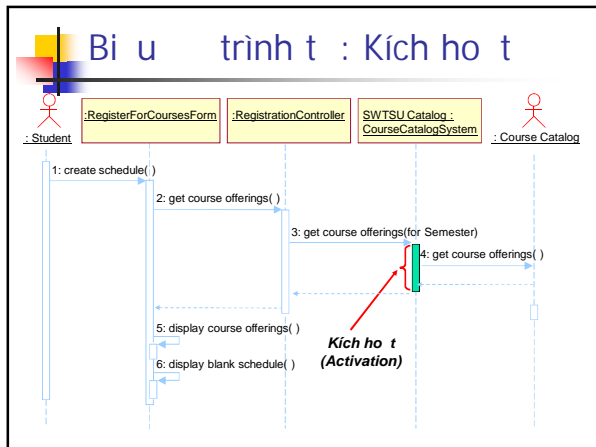 Bi u trình t : Kích ho t
: Student
:RegisterForCoursesForm
:RegistrationController
SWTSU Catalog :
CourseCatalogSystem
: Course Catalog
1: create schedule( )
2: get course offerings( )
3: get course offerings(for Semester)
4: get course offerings( )
5: display course offerings( )
6: display blank schedule( )
Kích ho t
(Activation)